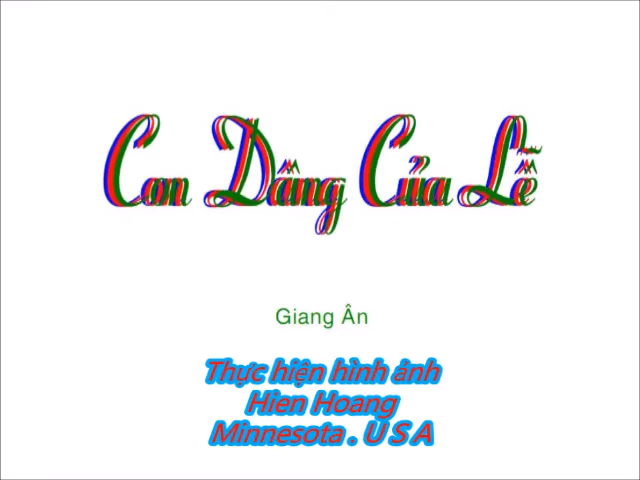 Con Dâng Của Lễ
Giang Ân
Thực hiện hình ảnh
Hien Hoang
Minnesota . U S A